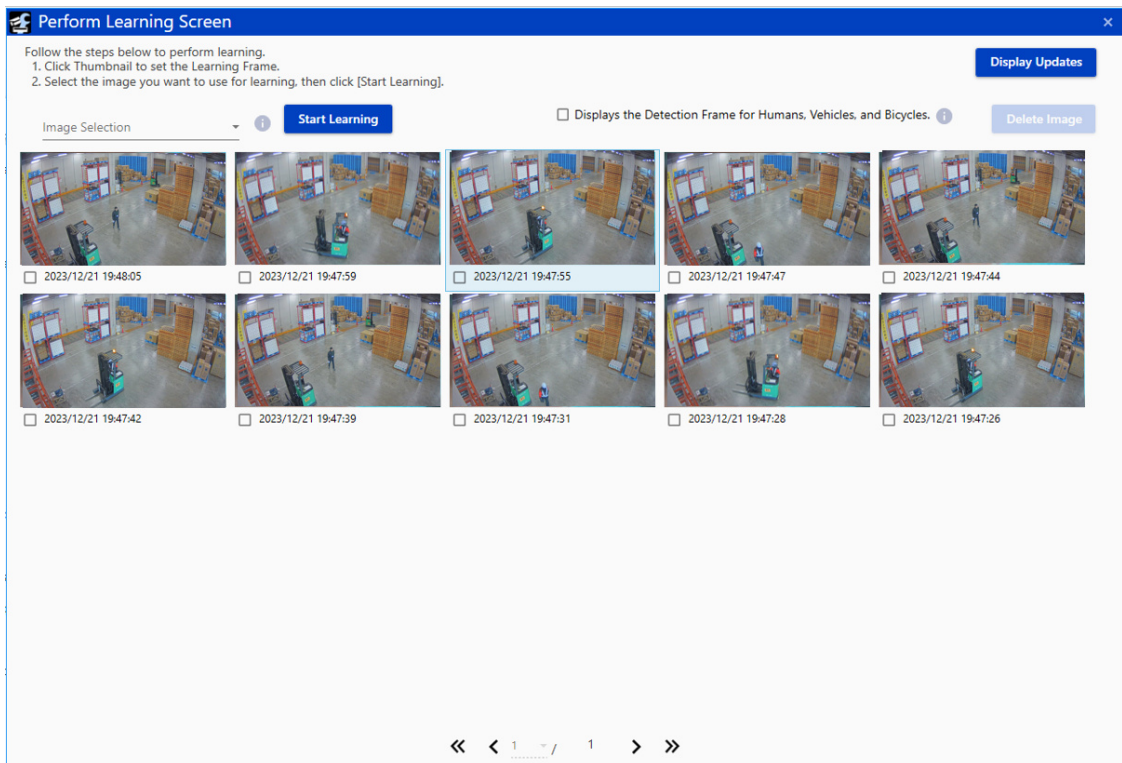 Perform Learning Screen
Follow the steps below to perform learning.
1. Click Thumbnail to set the Learning Frame.
2. Select the image you want to use for learning, then click [Start Learning].
Display Updates
Image Selection
Start Learning
Displays the Detection Frame for Humans, Vehicles, and Bicycles.
Delete Image
2023/12/21 19:48:05
2023/12/21 19:47:59
2023/12/21 19:47:55
2023/12/21 19:47:47
2023/12/21 19:47:44
2023/12/21 19:47:42
2023/12/21 19:47:39
2023/12/21 19:47:31
2023/12/21 19:47:28
2023/12/21 19:47:26
1 / 1